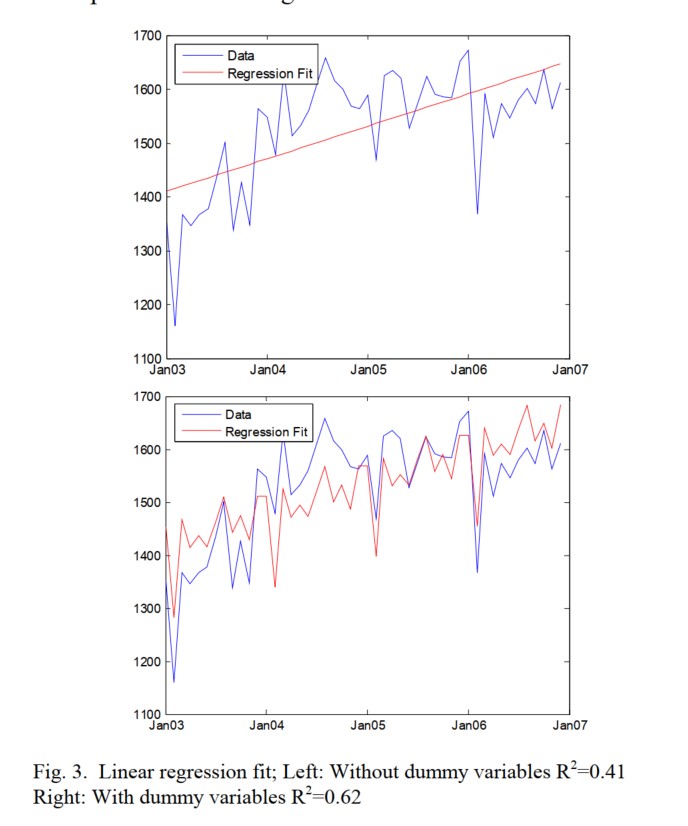 1700
1600
1500
1400
1300
1200
1100
Data
Regression Fit
Jan03 Jan04 Jan05 Jan06 Jan07
1700
1600
1500
1400
1300
1200
1100
Data
Regression Fit
Jan03 Jan04 Jan05 Jan06 Jan07
Fig. 3. Linear regression fit; Left: Without dummy variables R²=0.41
Right: With dummy variables R²=0.62